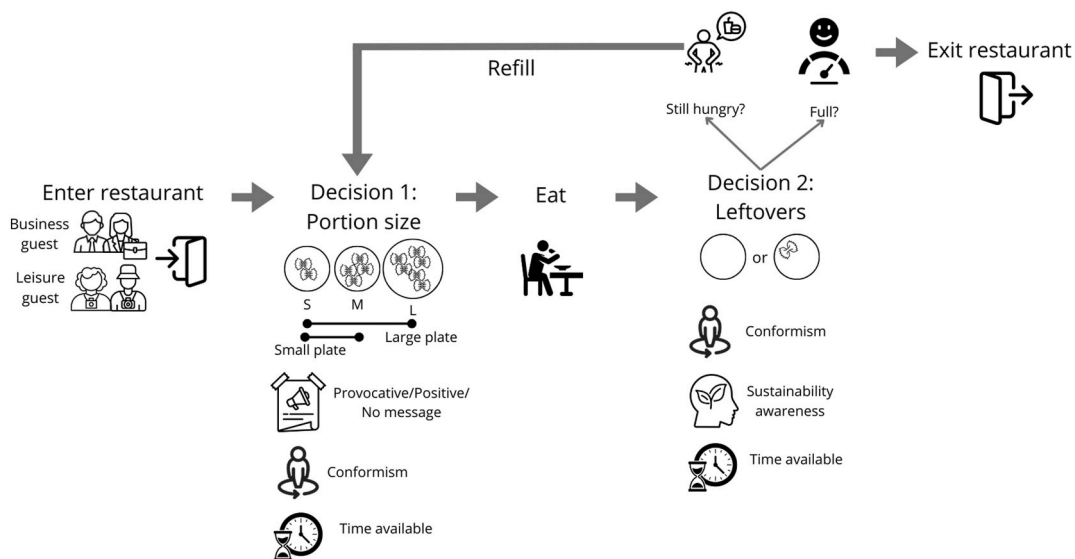 Refill
Still hungry?
Full?
Exit restaurant
Enter restaurant
Business
guest
Leisure
guest
Decision 1:
Portion size
S
M
L
Small plate
Large plate
Provocative/Positive/
No message
Conformism
Time available
Eat
Decision 2:
Leftovers
or
Conformism
Sustainability
awareness
Time available